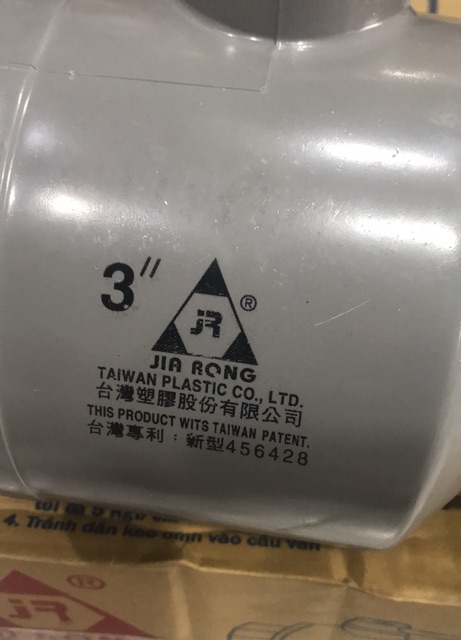 3"
JR ®
JIA RONG
TAIWAN PLASTIC CO., LTD.
台灣塑膠股份有限公司
THIS PRODUCT WITS TAIWAN PATENT.
台灣專利：新型456428
4. Tránh dán keo dính vào cầu van
JR ®